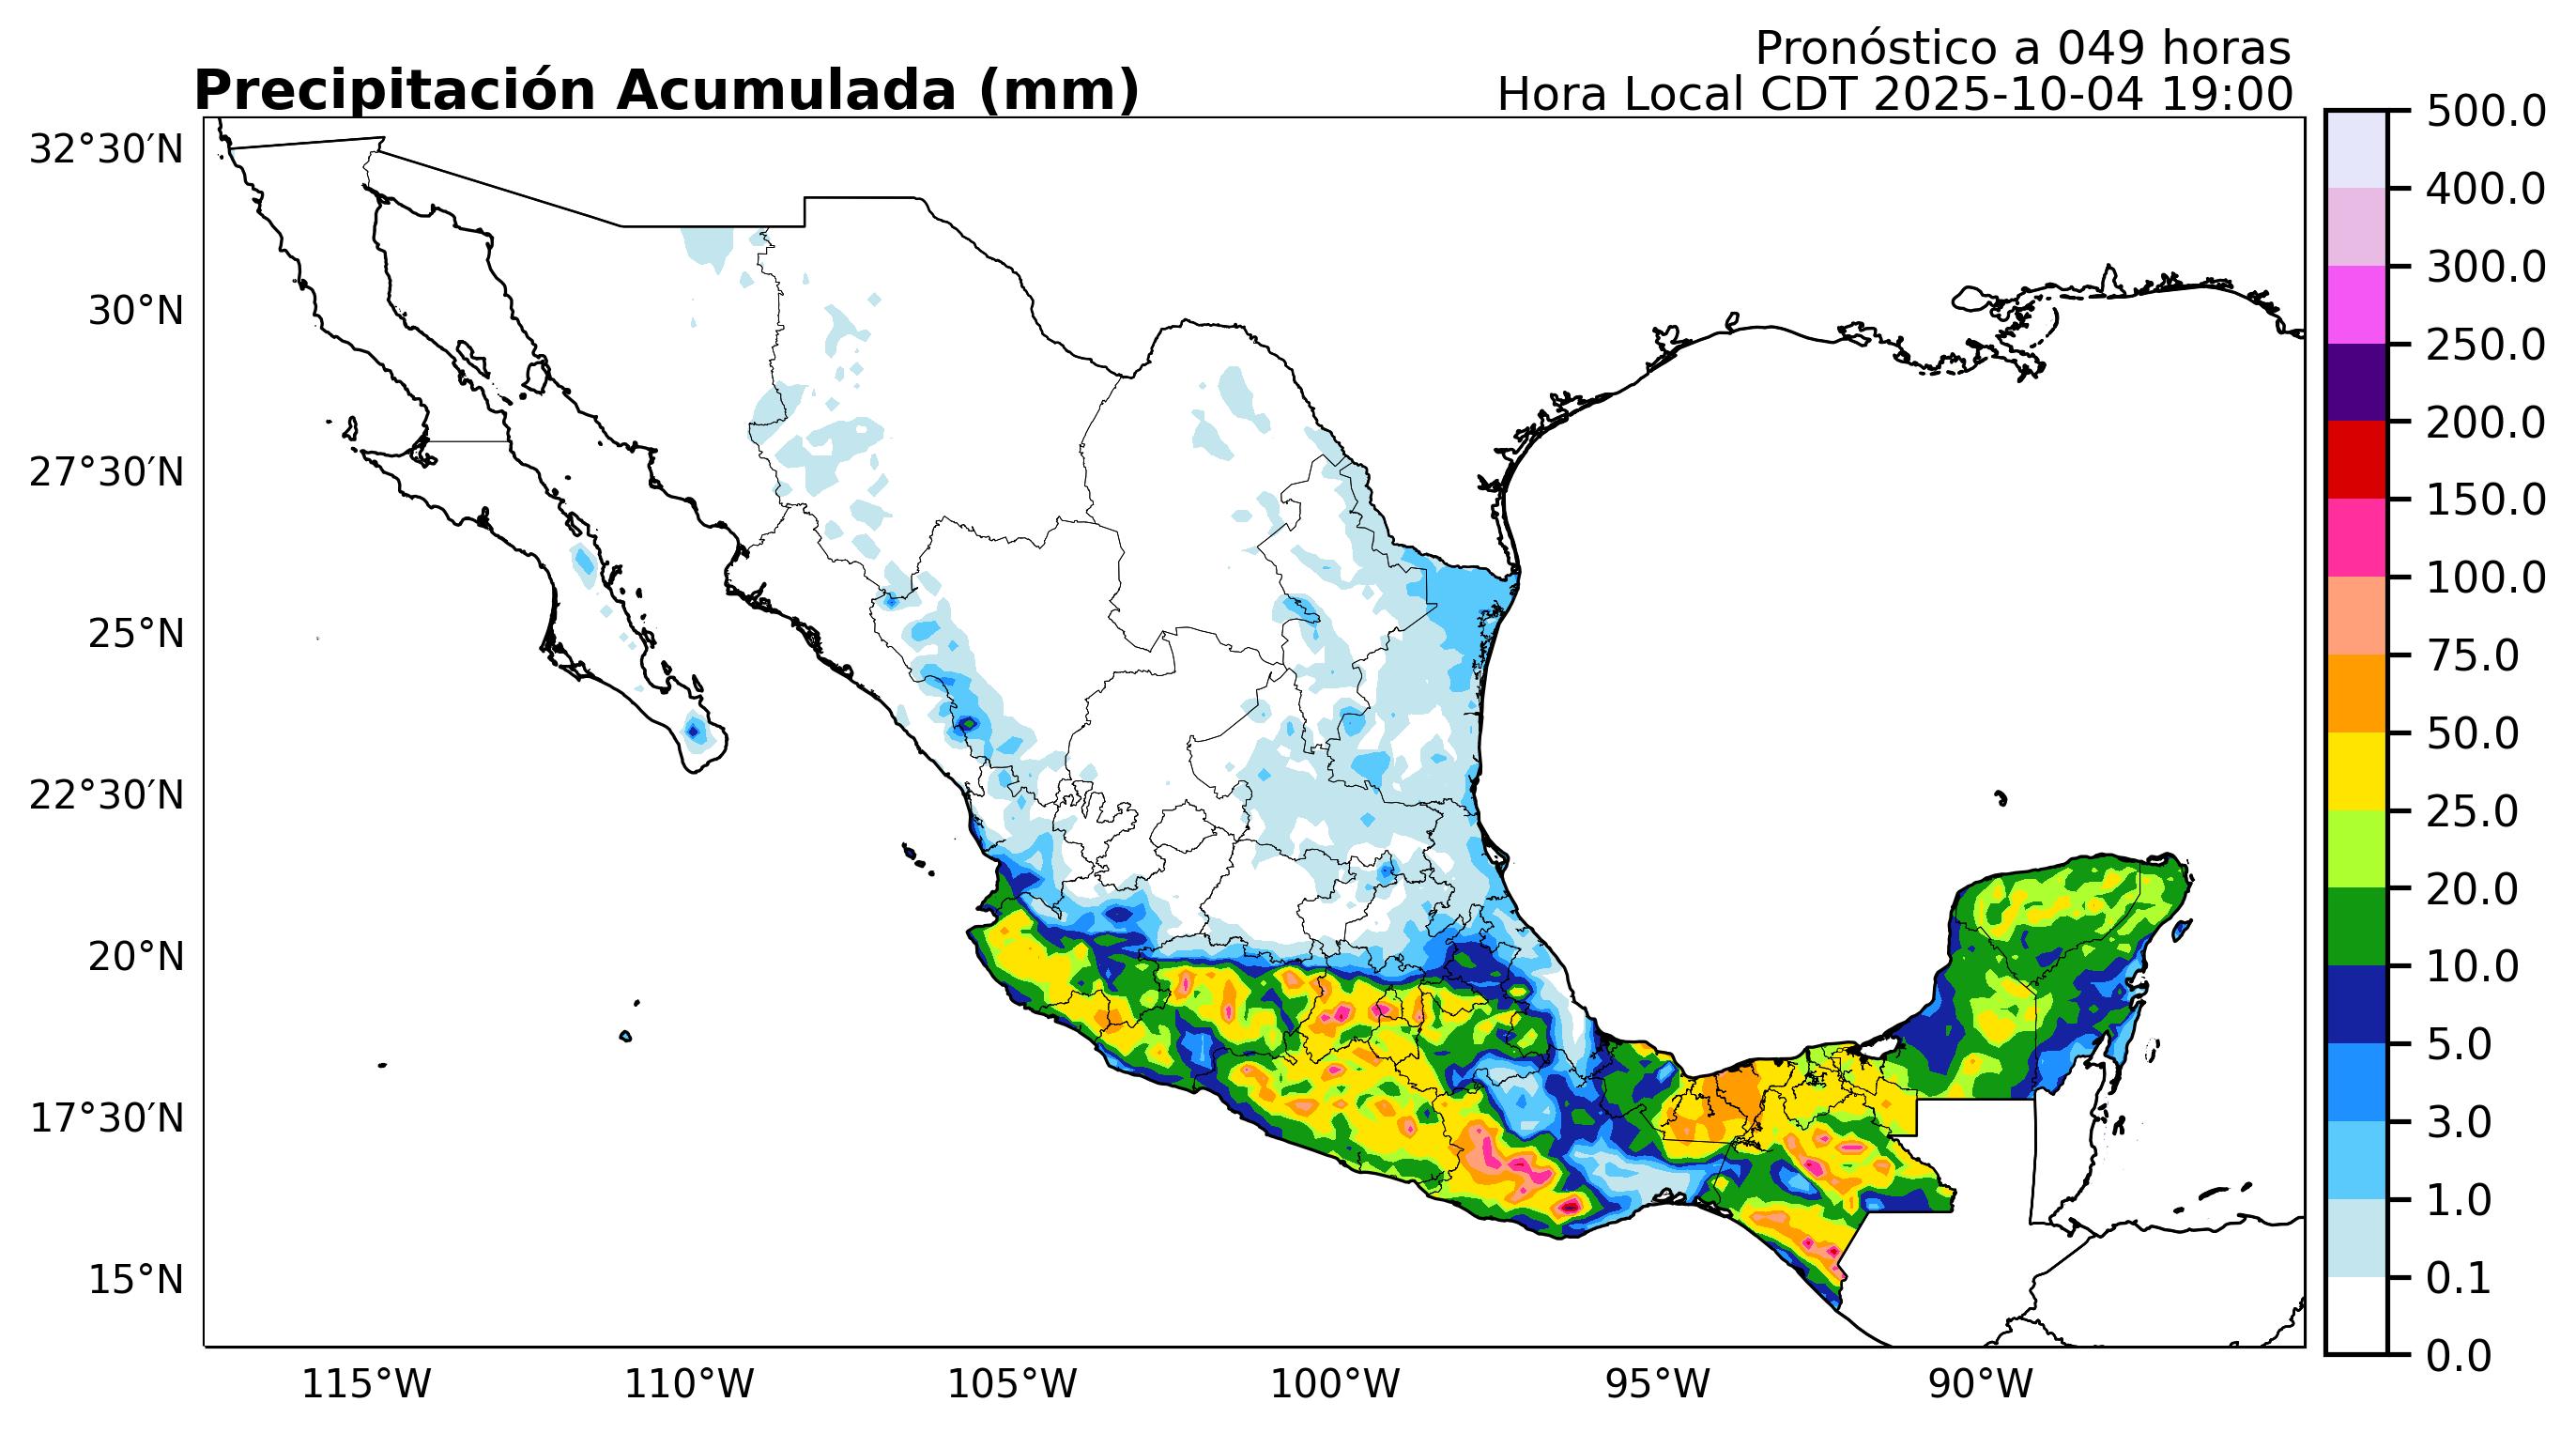 Pronóstico a 049 horas
Precipitación Acumulada (mm)
Hora Local CDT 2025-10-04 19:00
32°30′N
30°N
27°30′N
25°N
22°30′N
20°N
17°30′N
15°N
115°W
110°W
105°W
100°W
95°W
90°W
500.0
400.0
300.0
250.0
200.0
150.0
100.0
75.0
50.0
25.0
20.0
10.0
5.0
3.0
1.0
0.1
0.0